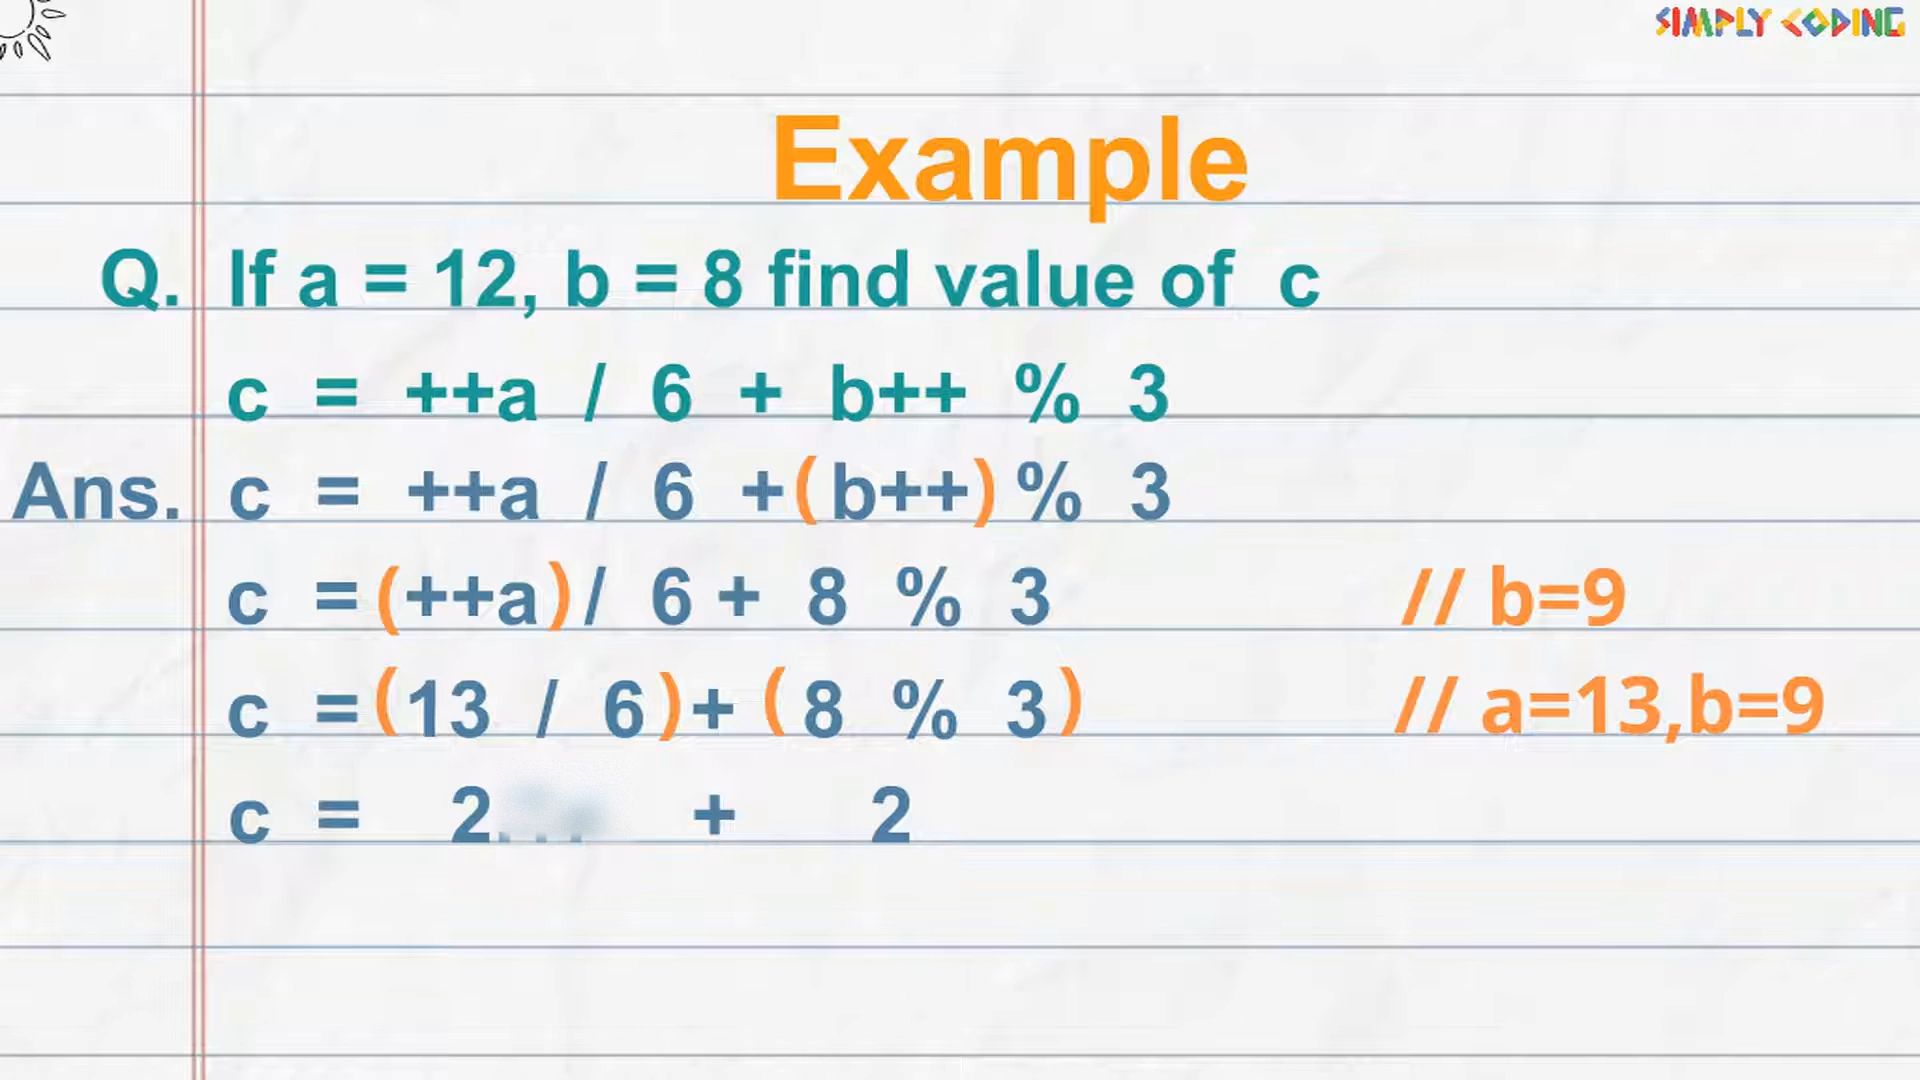 SIMPLY CODING
Example
Q. If a = 12, b = 8 find value of c
c = ++a / 6 + b++ % 3
Ans. c = ++a / 6 + ( b++ ) % 3
c = ( ++a ) / 6 + 8 % 3 // b=9
c = ( 13 / 6 ) + ( 8 % 3 ) // a=13,b=9
c = 2 + 2